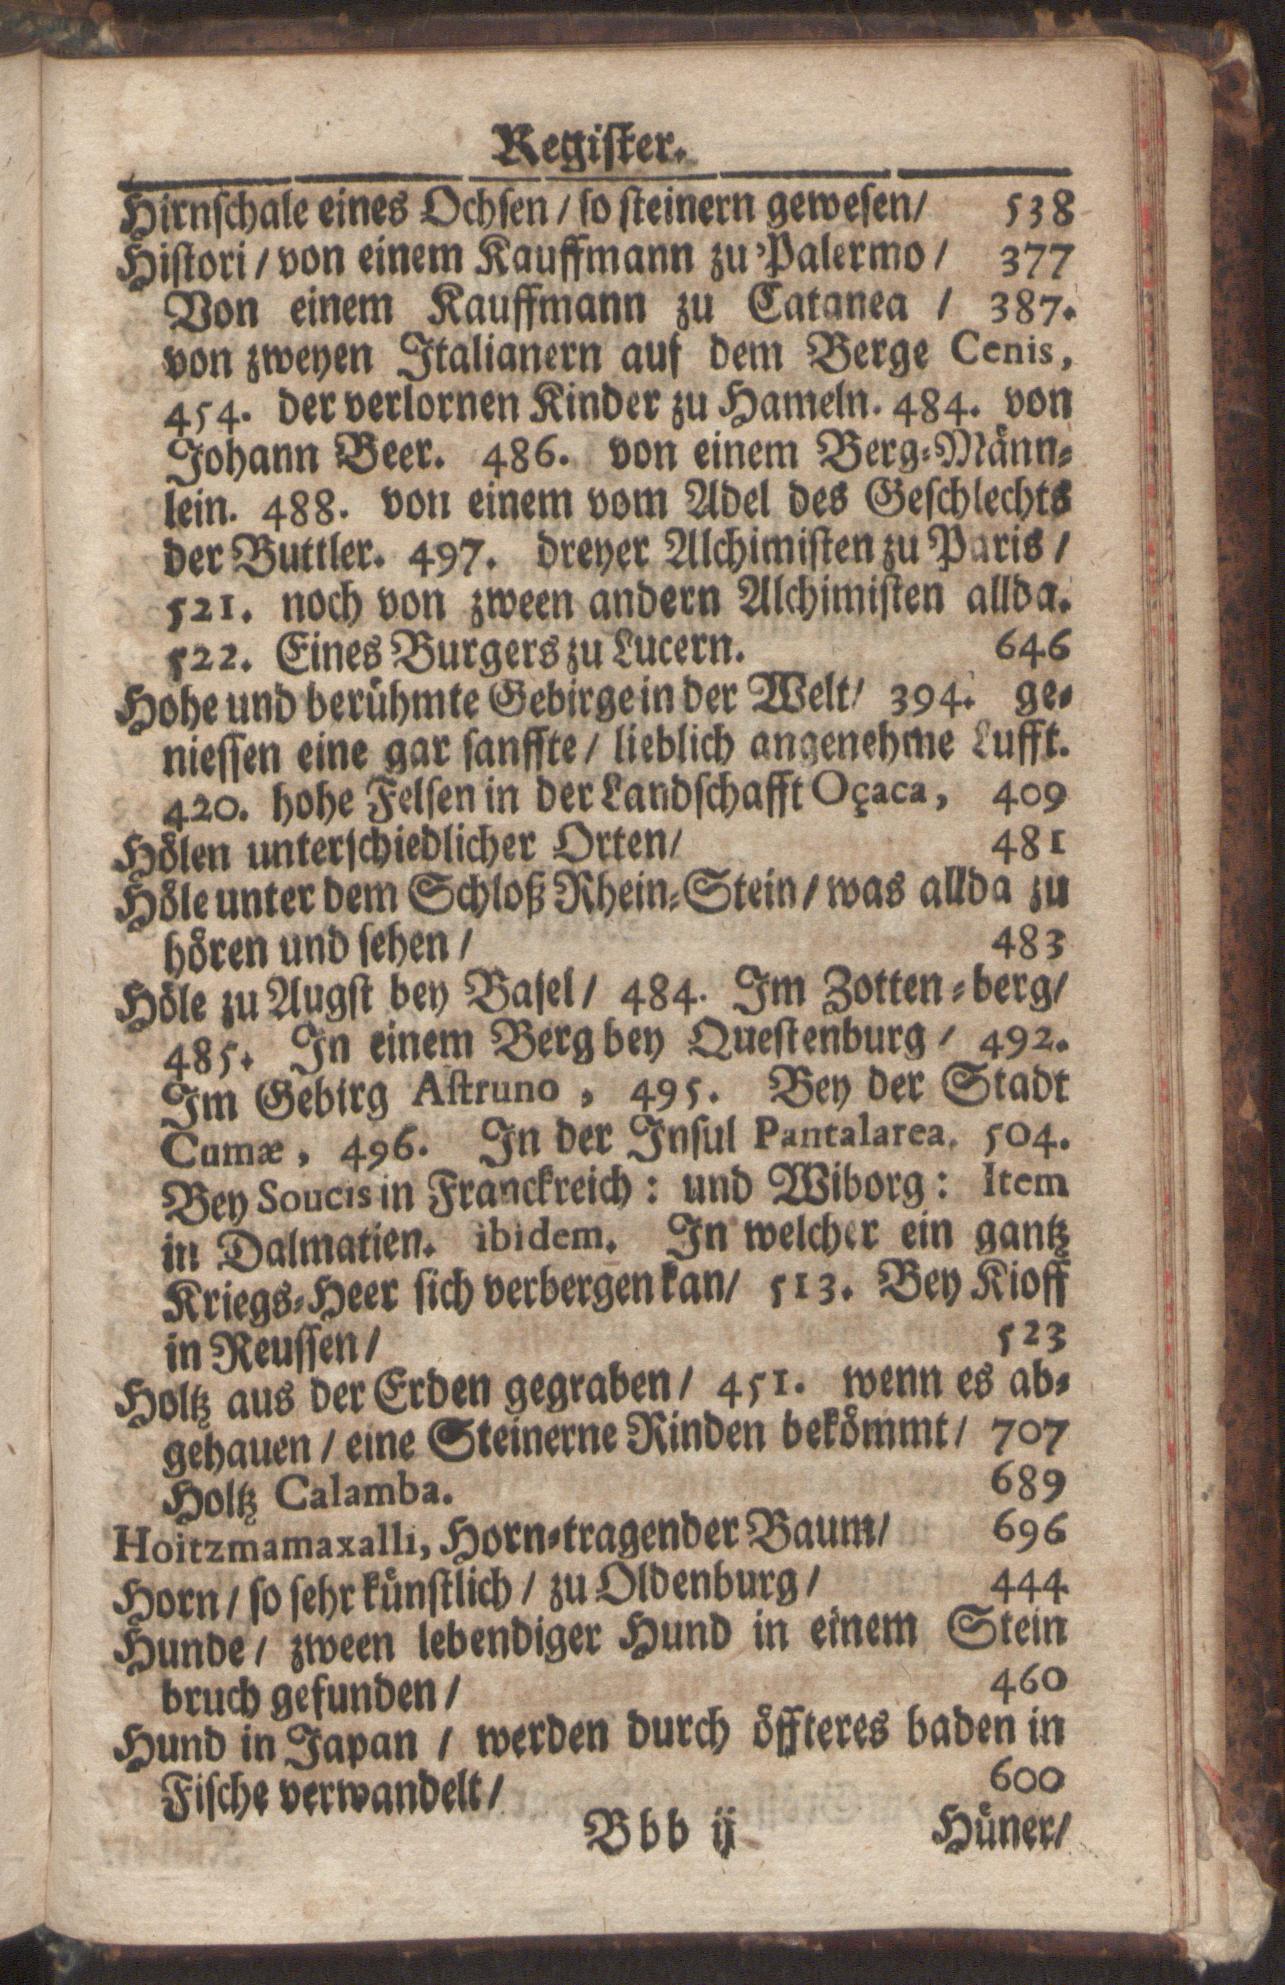 Register.
Hirnschale eines Ochsen / so steinern gewesen / 538
Histori / von einem Kauffmann zu Palermo / 377
Von einem Kauffmann zu Catanea / 387.
von zweyen Italianern auf dem Berge Cenis,
454. der verlornen Kinder zu Hameln. 484. von
Johann Beer. 486. von einem Berg-Männ-
lein. 488. von einem vom Adel des Geschlechts
der Buttler. 497. dreyer Alchimisten zu Paris /
521. noch von zween andern Alchimisten allda.
522. Eines Burgers zu Lucern. 646
Hohe und berühmte Gebirge in der Welt / 394. ge-
niessen eine gar sanffte / lieblich angenehme Lufft.
420. hohe Felsen in der Landschafft Oçaca, 409
Hölen unterschiedlicher Orten / 481
Höle unter dem Schloß Rhein-Stein / was allda zu
hören und sehen / 483
Höle zu Augst bey Basel / 484. Im Zotten-berg /
485. In einem Berg bey Questenburg / 492.
Im Gebirg Astruno, 495. Bey der Stadt
Cumæ, 496. In der Insul Pantalarea. 504.
Bey Soucis in Franckreich: und Wiborg: Item
in Dalmatien. ibidem. In welcher ein gantz
Kriegs-Heer sich verbergen kan / 513. Bey Kioff
in Reussen / 523
Holtz aus der Erden gegraben / 451. wenn es ab-
gehauen / eine Steinerne Rinden bekömmt / 707
Holtz Calamba. 689
Hoitzmamaxalli, Horn-tragender Baum / 696
Horn / so sehr künstlich / zu Oldenburg / 444
Hunde / zween lebendiger Hund in einem Stein
bruch gefunden / 460
Hund in Japan / werden durch öffteres baden in
Fische verwandelt / 600
Bbb ij Hüner /